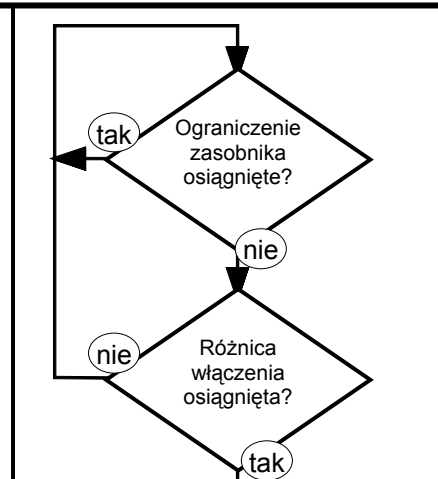 tak
Ograniczenie
zasobnika
osiągnięte?
nie
nie
Różnica
włączenia
osiągnięta?
tak